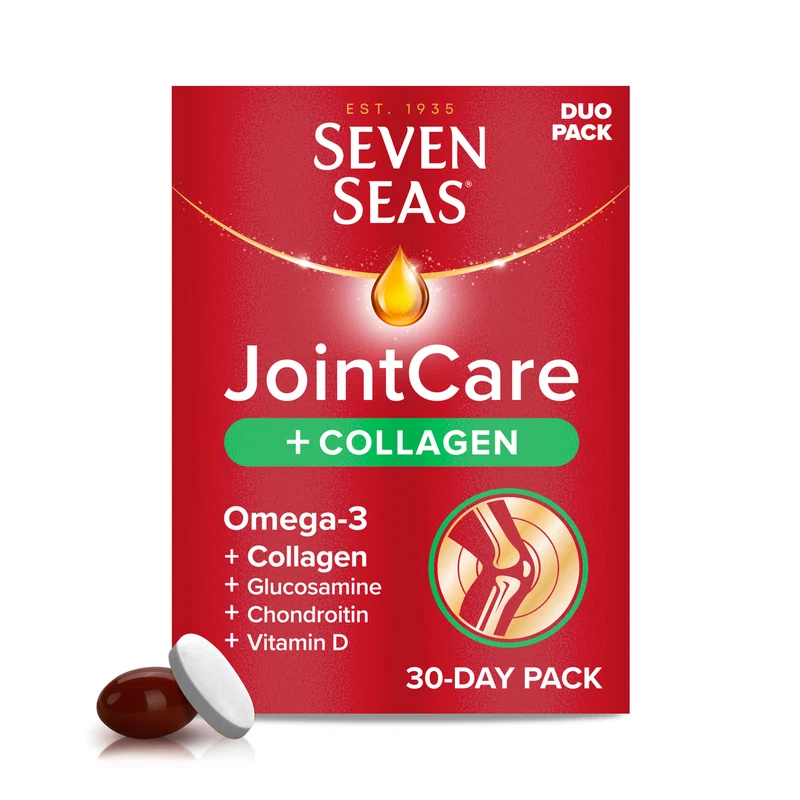 EST. 1935
SEVEN
SEAS®
DUO
PACK
JointCare
+ COLLAGEN
Omega-3
+ Collagen
+ Glucosamine
+ Chondroitin
+ Vitamin D
30-DAY PACK